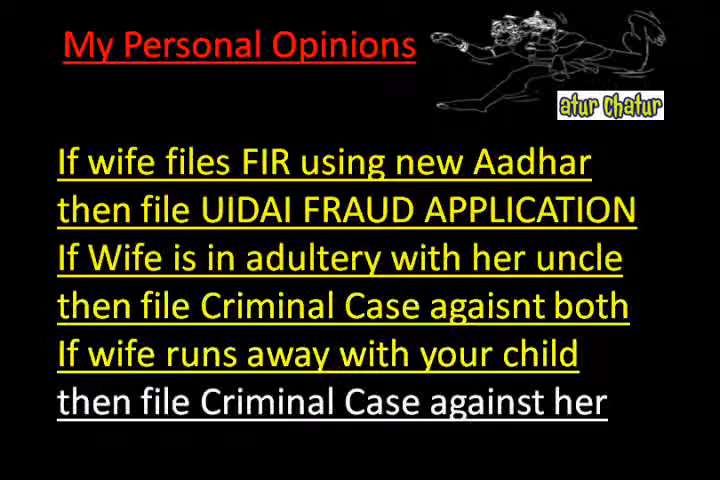 My Personal Opinions
atur chatur
If wife files FIR using new Aadhar
then file UIDAI FRAUD APPLICATION
If Wife is in adultery with her uncle
then file Criminal Case agaisnt both
If wife runs away with your child
then file Criminal Case against her